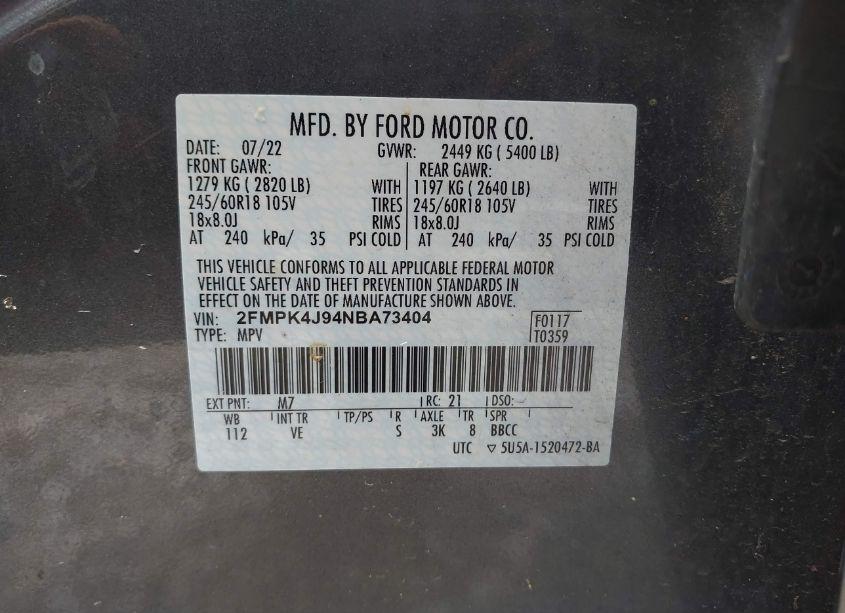 MFD. BY FORD MOTOR CO.
DATE: 07/22 GVWR: 2449 KG ( 5400 LB)
FRONT GAWR: REAR GAWR:
1279 KG ( 2820 LB) WITH 1197 KG ( 2640 LB) WITH
245/60R18 105V TIRES 245/60R18 105V TIRES
18x8.0J RIMS 18x8.0J RIMS
AT 240 kPa/ 35 PSI COLD AT 240 kPa/ 35 PSI COLD
THIS VEHICLE CONFORMS TO ALL APPLICABLE FEDERAL MOTOR
VEHICLE SAFETY AND THEFT PREVENTION STANDARDS IN
EFFECT ON THE DATE OF MANUFACTURE SHOWN ABOVE.
VIN: 2FMPK4J94NBA73404 F0117
TYPE: MPV T0359
EXT PNT: M7 RC: 21 DSO:
WB INT TR TP/PS R AXLE TR SPR
112 VE S 3K 8 BBCC
UTC ▽ 5U5A-1520472-BA